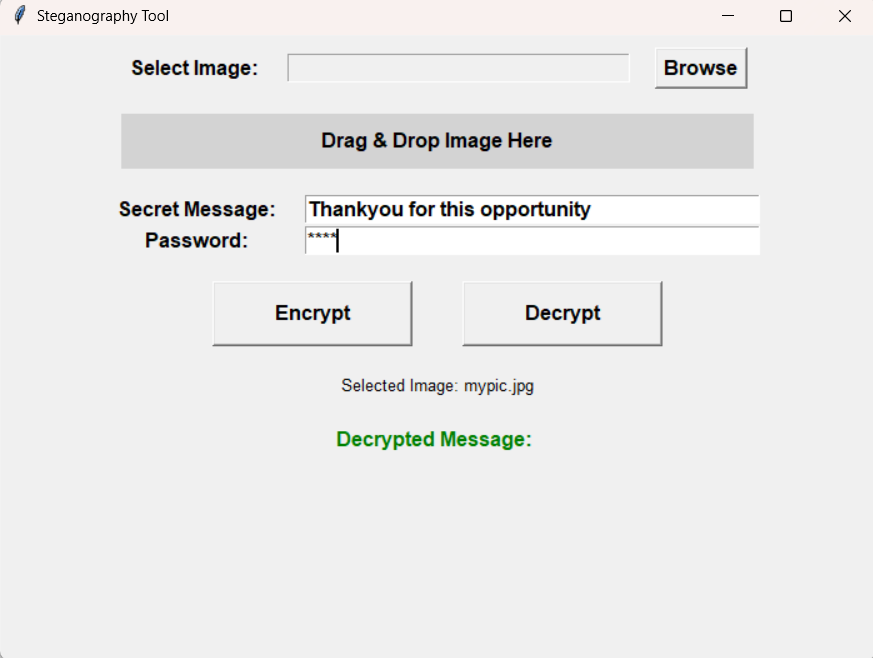 Steganography Tool
Select Image: Browse
Drag & Drop Image Here
Secret Message: Thankyou for this opportunity
Password: ****
Encrypt Decrypt
Selected Image: mypic.jpg
Decrypted Message: